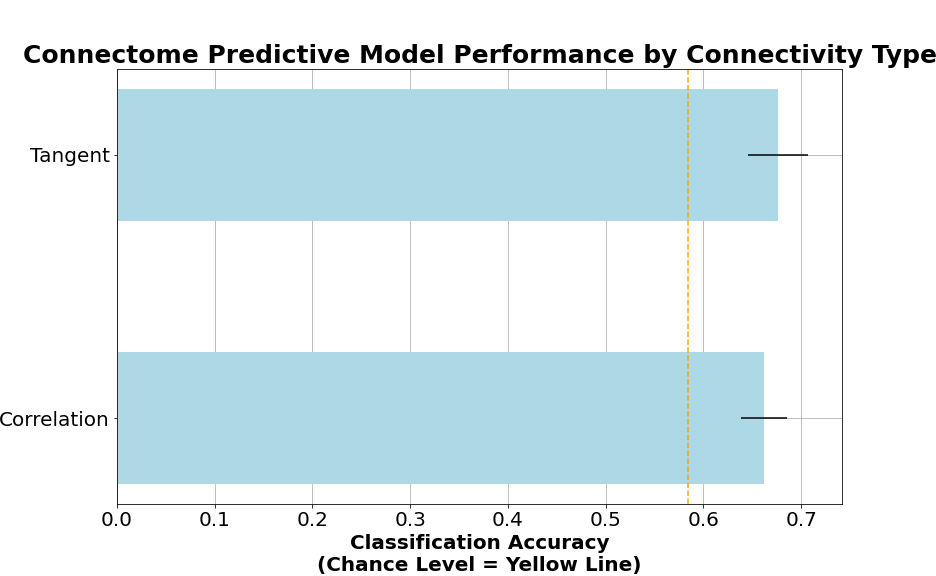 Connectome Predictive Model Performance by Connectivity Type
Tangent
Correlation
0.0 0.1 0.2 0.3 0.4 0.5 0.6 0.7
Classification Accuracy
(Chance Level = Yellow Line)